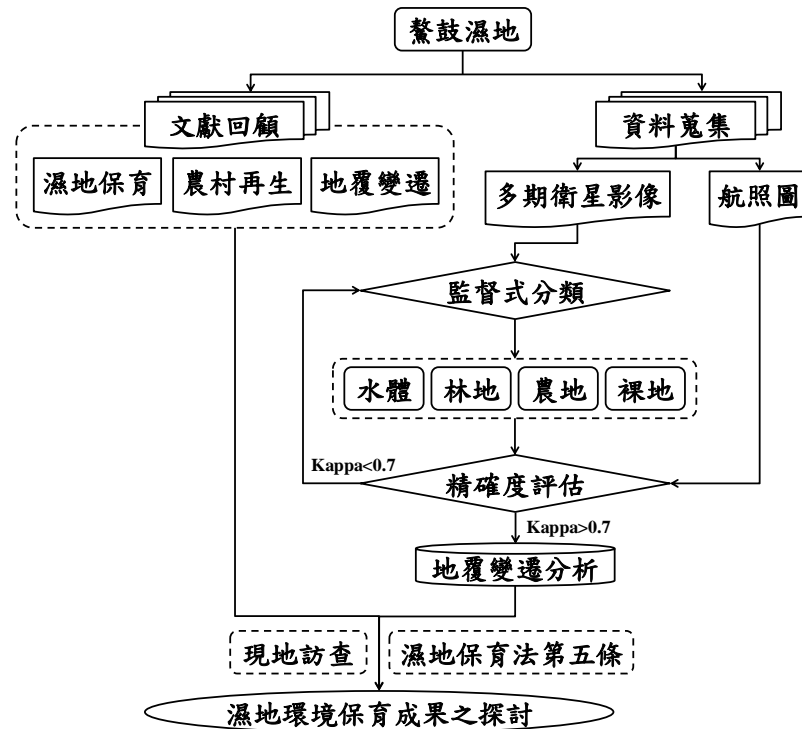 鰲鼓濕地
文獻回顧
資料蒐集
濕地保育
農村再生
地覆變遷
多期衛星影像
航照圖
監督式分類
水體
林地
農地
裸地
Kappa<0.7
精確度評估
Kappa>0.7
地覆變遷分析
現地訪查
濕地保育法第五條
濕地環境保育成果之探討